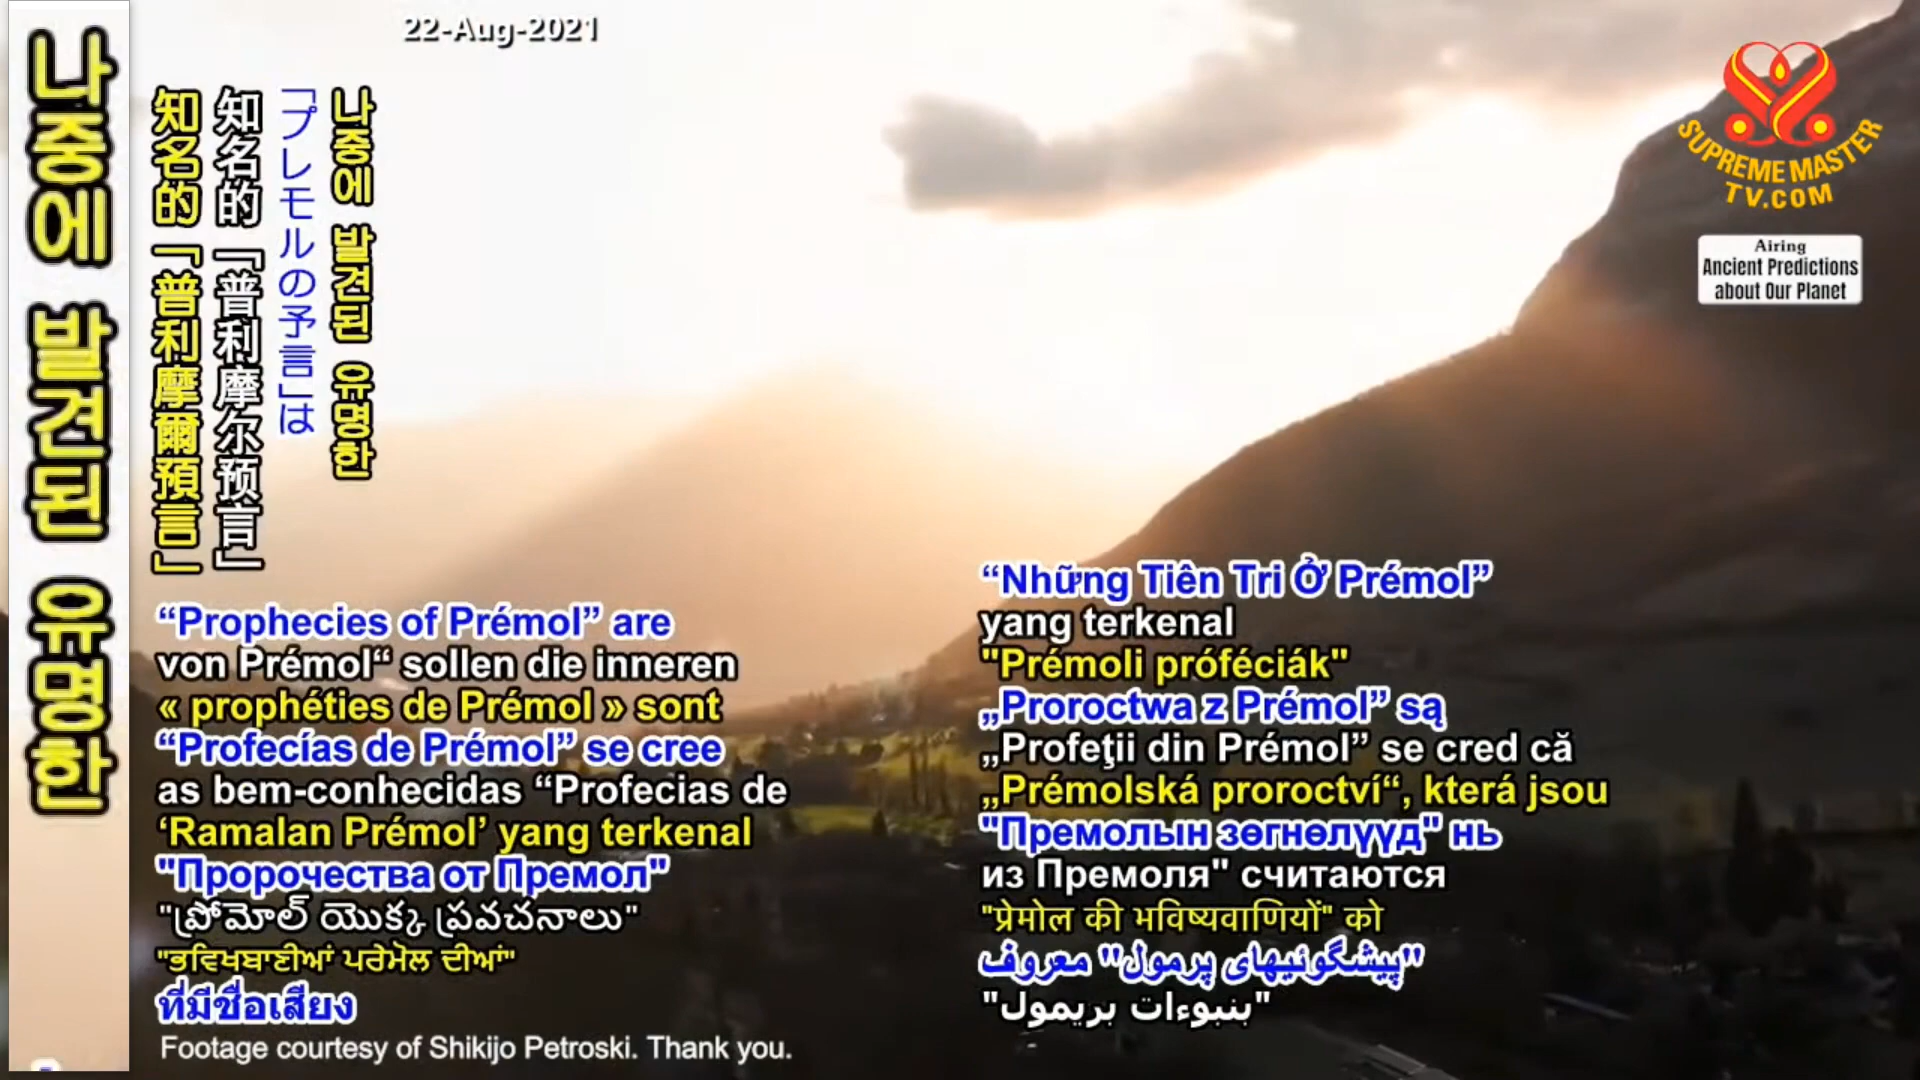 22-Aug-2021
나중에 발견된 유명한
知名的「普利摩爾預言」
知名的「普利摩尔预言」
「プレモルの予言」は
나중에 발견된 유명한
SUPREME MASTER
TV.COM
Airing
Ancient Predictions
about Our Planet
“Prophecies of Prémol” are
von Prémol“ sollen die inneren
« prophéties de Prémol » sont
“Profecías de Prémol” se cree
as bem-conhecidas “Profecias de
‘Ramalan Prémol’ yang terkenal
"Пророчества от Премол"
"ప్రోమోల్ యొక్క ప్రవచనాలు"
"ਭਵਿਖਬਾਣੀਆਂ ਪਰੇਮੋਲ ਦੀਆਂ"
ที่มีชื่อเสียง
Footage courtesy of Shikijo Petroski. Thank you.
“Những Tiên Tri Ở Prémol”
yang terkenal
"Prémoli próféciák"
„Proroctwa z Prémol” są
„Profeţii din Prémol” se cred că
„Prémolská proroctví“, která jsou
"Премолын зөгнөлүүд" нь
из Премоля" считаются
"प्रेमोल की भविष्यवाणियों" को
"پیشگوئیهای پرمول" معروف
"بنبوءات بريمول"